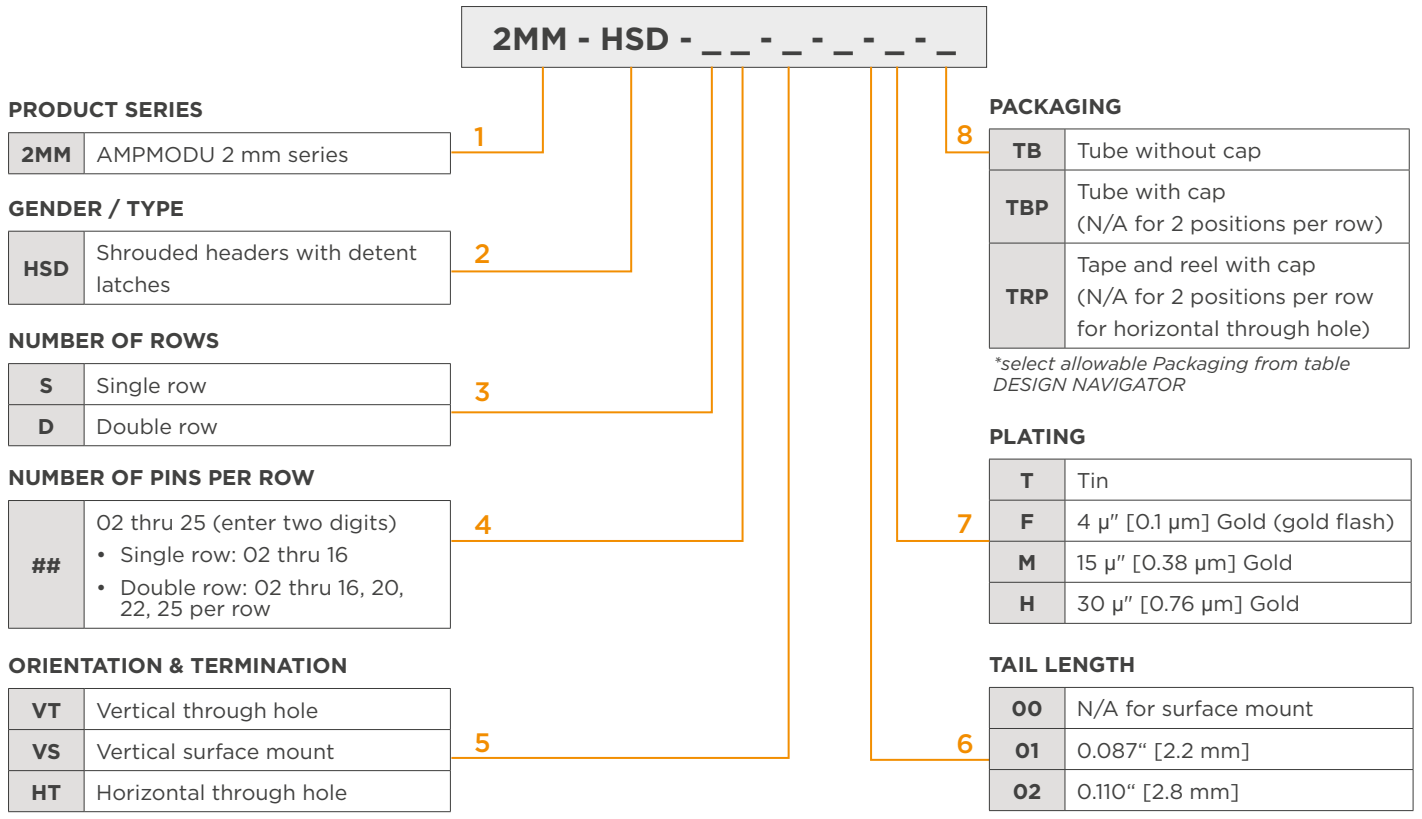 2MM - HSD - _ _ - _ - _ - _ - _
PRODUCT SERIES
1
2MM AMPMODU 2 mm series
GENDER / TYPE
2
HSD Shrouded headers with detent
latches
NUMBER OF ROWS
S Single row
3
D Double row
NUMBER OF PINS PER ROW
4
## 02 thru 25 (enter two digits)
• Single row: 02 thru 16
• Double row: 02 thru 16, 20,
22, 25 per row
ORIENTATION & TERMINATION
VT Vertical through hole
VS Vertical surface mount
5
HT Horizontal through hole
PACKAGING
8
TB Tube without cap
TBP Tube with cap
(N/A for 2 positions per row)
TRP Tape and reel with cap
(N/A for 2 positions per row
for horizontal through hole)
*select allowable Packaging from table
DESIGN NAVIGATOR
PLATING
T Tin
7
F 4 µ" [0.1 µm] Gold (gold flash)
M 15 µ" [0.38 µm] Gold
H 30 µ" [0.76 µm] Gold
TAIL LENGTH
00 N/A for surface mount
6
01 0.087“ [2.2 mm]
02 0.110“ [2.8 mm]